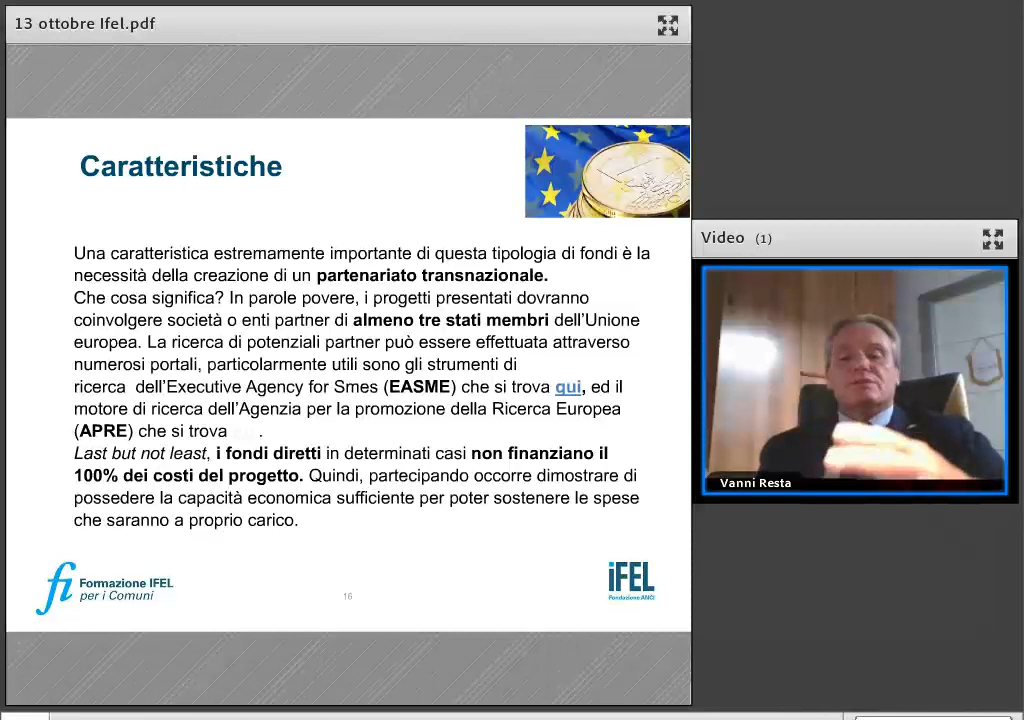 13 ottobre Ifel.pdf
Caratteristiche
Una caratteristica estremamente importante di questa tipologia di fondi è la
necessità della creazione di un partenariato transnazionale.
Che cosa significa? In parole povere, i progetti presentati dovranno
coinvolgere società o enti partner di almeno tre stati membri dell'Unione
europea. La ricerca di potenziali partner può essere effettuata attraverso
numerosi portali, particolarmente utili sono gli strumenti di
ricerca dell'Executive Agency for Smes (EASME) che si trova qui, ed il
motore di ricerca dell'Agenzia per la promozione della Ricerca Europea
(APRE) che si trova .
Last but not least, i fondi diretti in determinati casi non finanziano il
100% dei costi del progetto. Quindi, partecipando occorre dimostrare di
possedere la capacità economica sufficiente per poter sostenere le spese
che saranno a proprio carico.
fi Formazione IFEL
per i Comuni
16
iFEL
Fondazione ANCI
Video (1)
Vanni Resta